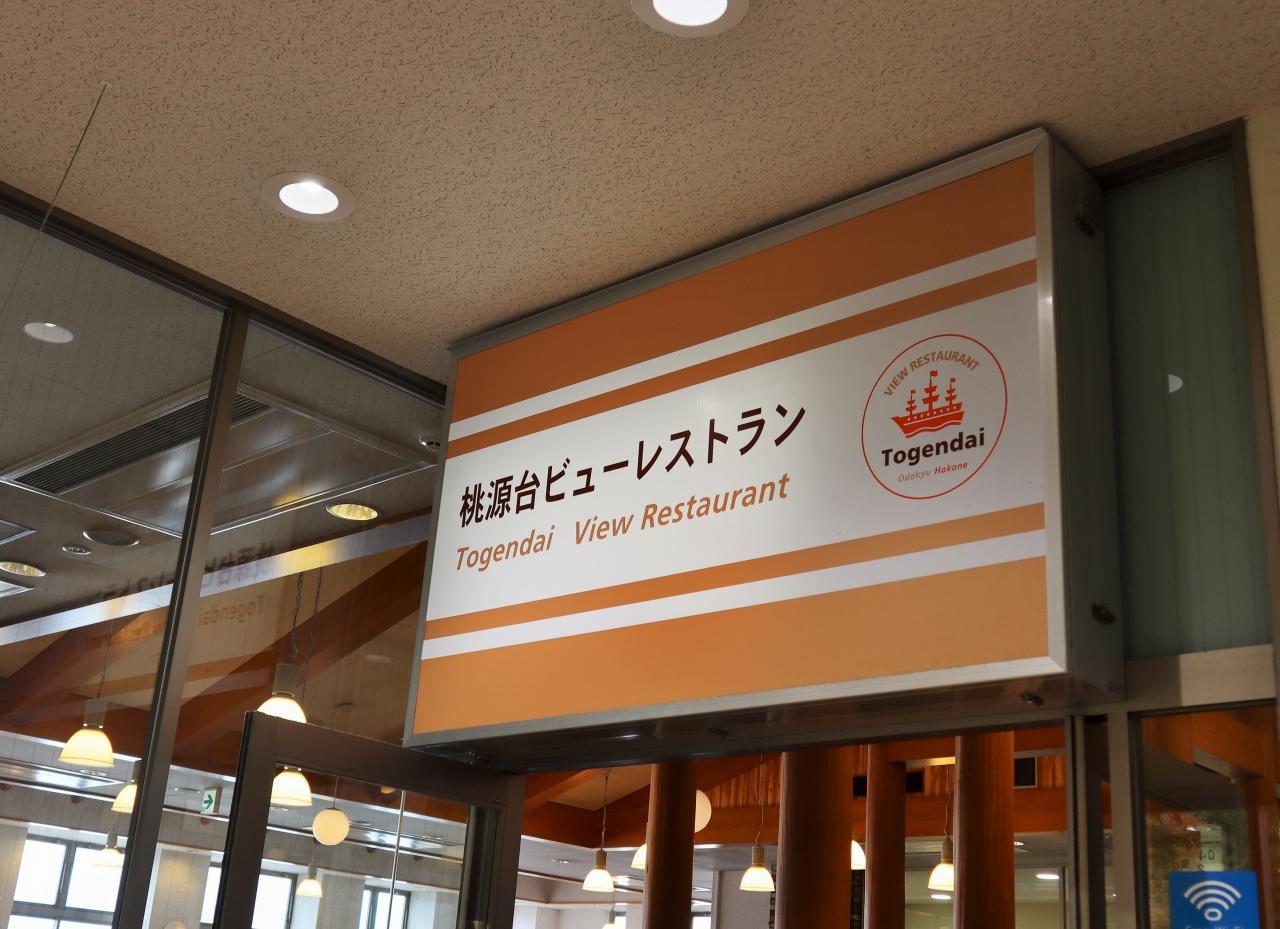 桃源台ビューレストラン
Togendai View Restaurant
VIEW RESTAURANT
Togendai
Odakyu Hakone